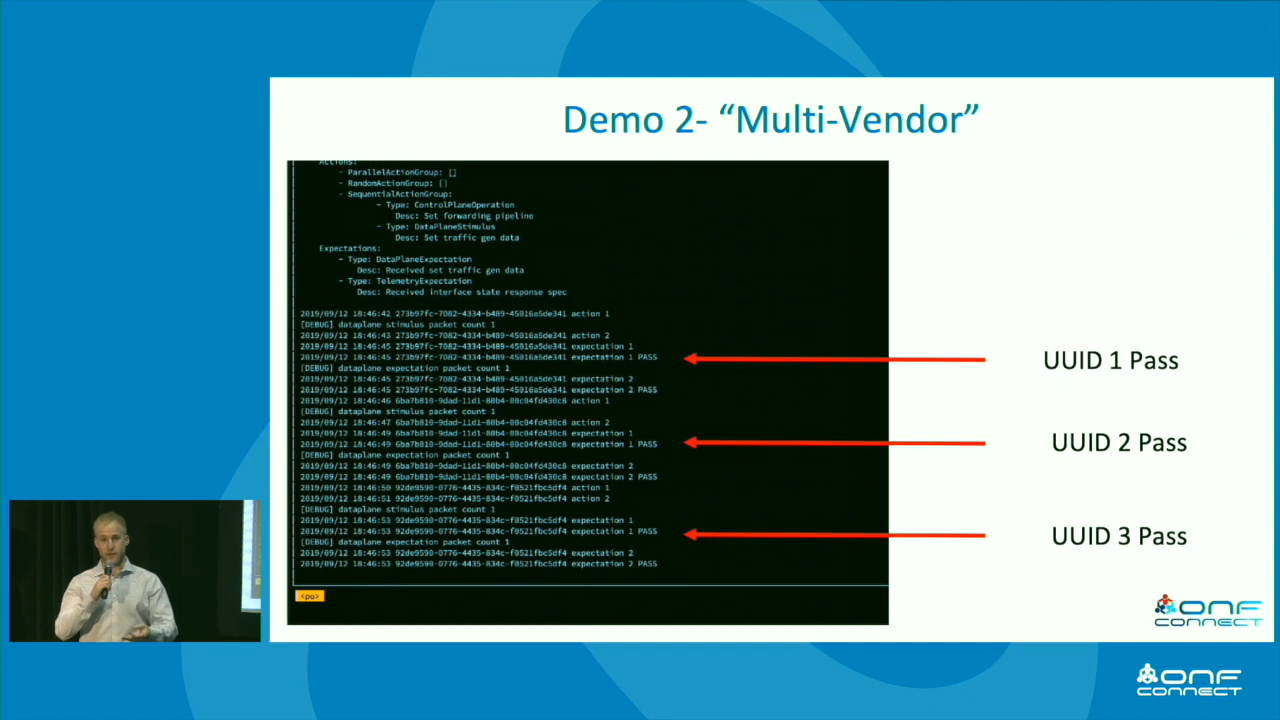 Demo 2- “Multi-Vendor”
Actions:
- ParallelActionGroup: []
- RandomActionGroup: []
- SequentialActionGroup:
- Type: ControlPlaneOperation
Desc: Set forwarding pipeline
- Type: DataPlaneStimulus
Desc: Set traffic gen data
Expectations:
- Type: DataPlaneExpectation
Desc: Received set traffic gen data
- Type: TelemetryExpectation
Desc: Received interface state response spec
2019/09/12 18:46:42 273b97fc-7082-4334-b489-45016a5de341 action 1
[DEBUG] dataplane stimulus packet count 1
2019/09/12 18:46:43 273b97fc-7082-4334-b489-45016a5de341 action 2
2019/09/12 18:46:45 273b97fc-7082-4334-b489-45016a5de341 expectation 1
2019/09/12 18:46:45 273b97fc-7082-4334-b489-45016a5de341 expectation 1 PASS
[DEBUG] dataplane expectation packet count 1
2019/09/12 18:46:45 273b97fc-7082-4334-b489-45016a5de341 expectation 2
2019/09/12 18:46:45 273b97fc-7082-4334-b489-45016a5de341 expectation 2 PASS
2019/09/12 18:46:46 6ba7b810-9dad-11d1-80b4-00c04fd430c8 action 1
[DEBUG] dataplane stimulus packet count 1
2019/09/12 18:46:47 6ba7b810-9dad-11d1-80b4-00c04fd430c8 action 2
2019/09/12 18:46:49 6ba7b810-9dad-11d1-80b4-00c04fd430c8 expectation 1
2019/09/12 18:46:49 6ba7b810-9dad-11d1-80b4-00c04fd430c8 expectation 1 PASS
[DEBUG] dataplane expectation packet count 1
2019/09/12 18:46:49 6ba7b810-9dad-11d1-80b4-00c04fd430c8 expectation 2
2019/09/12 18:46:49 6ba7b810-9dad-11d1-80b4-00c04fd430c8 expectation 2 PASS
2019/09/12 18:46:50 92de9590-0776-4435-834c-f0521fbc5df4 action 1
2019/09/12 18:46:51 92de9590-0776-4435-834c-f0521fbc5df4 action 2
[DEBUG] dataplane stimulus packet count 1
2019/09/12 18:46:53 92de9590-0776-4435-834c-f0521fbc5df4 expectation 1
2019/09/12 18:46:53 92de9590-0776-4435-834c-f0521fbc5df4 expectation 1 PASS
[DEBUG] dataplane expectation packet count 1
2019/09/12 18:46:53 92de9590-0776-4435-834c-f0521fbc5df4 expectation 2
2019/09/12 18:46:53 92de9590-0776-4435-834c-f0521fbc5df4 expectation 2 PASS
<po>
UUID 1 Pass
UUID 2 Pass
UUID 3 Pass
ONF
CONNECT
ONF
CONNECT